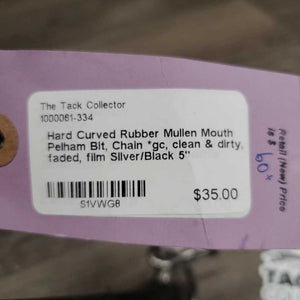 The Tack Collector
1000061-334
Hard Curved Rubber Mullen Mouth
Pelham Bit, Chain *gc, clean & dirty,
faded, film Silver/Black 5"
$35.00
S1VWG8
Retail (New) Price
is $ 60
TAC